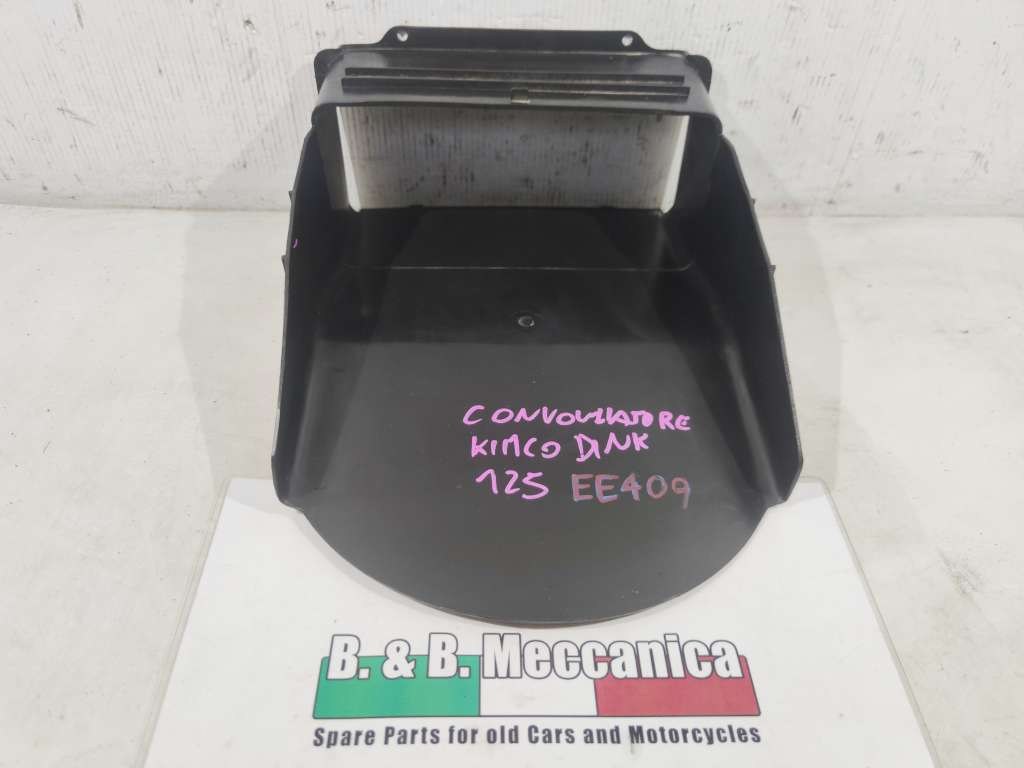 CONVOVLIATORE
KIMCO DINK
125 EE409
B. & B. Meccanica
Spare Parts for old Cars and Motorcycles